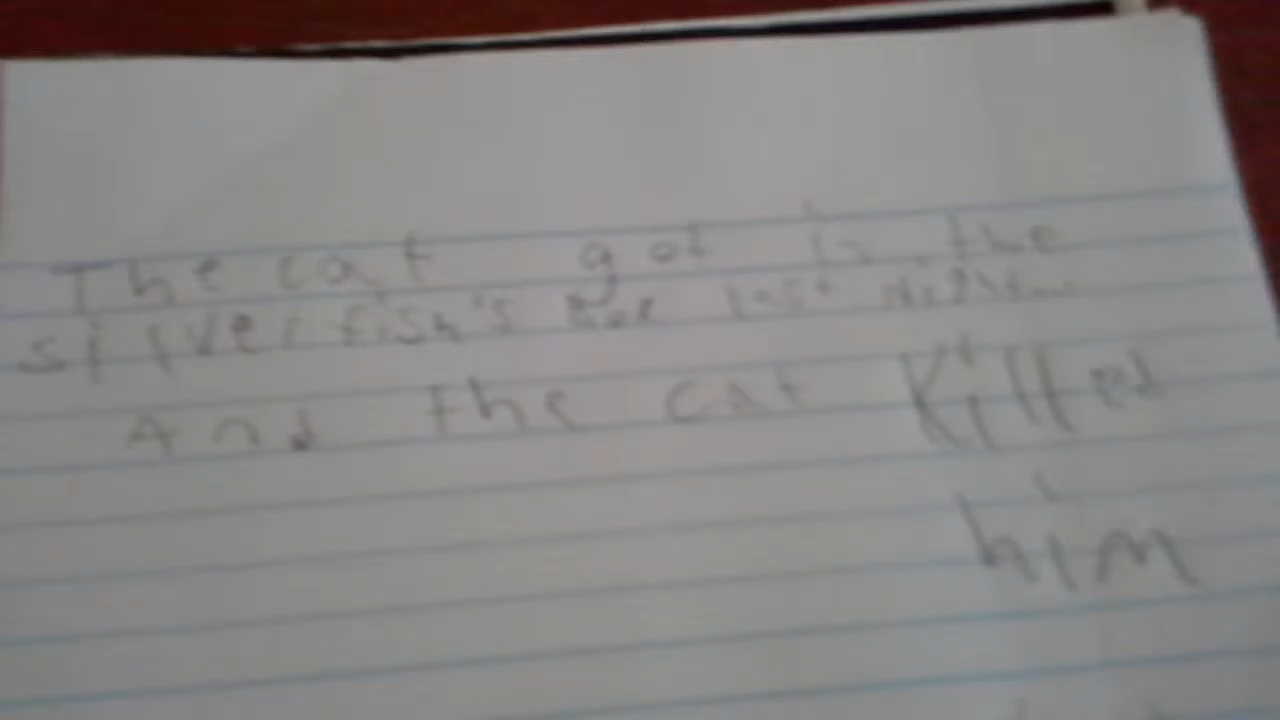 The cat got in the
silverfish's box last night
And the cat killed
him